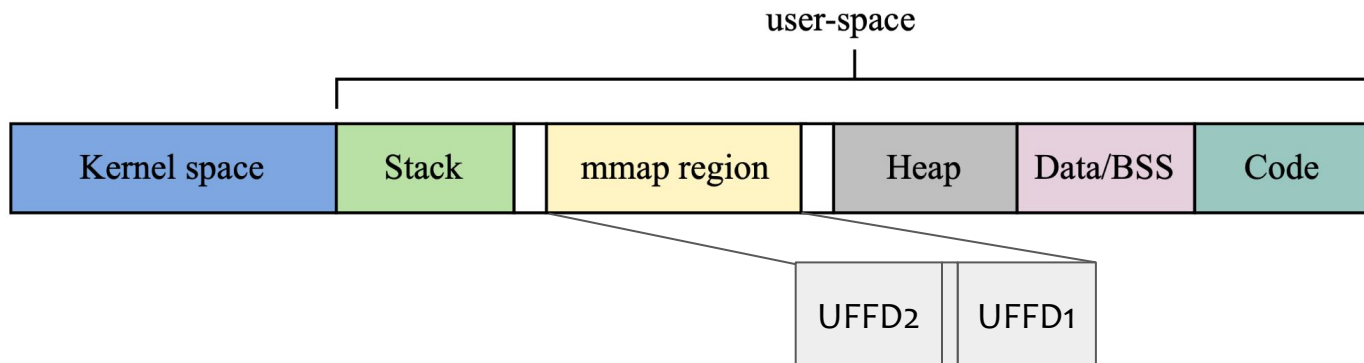 user-space
Kernel space Stack mmap region Heap Data/BSS Code
UFFD2 UFFD1